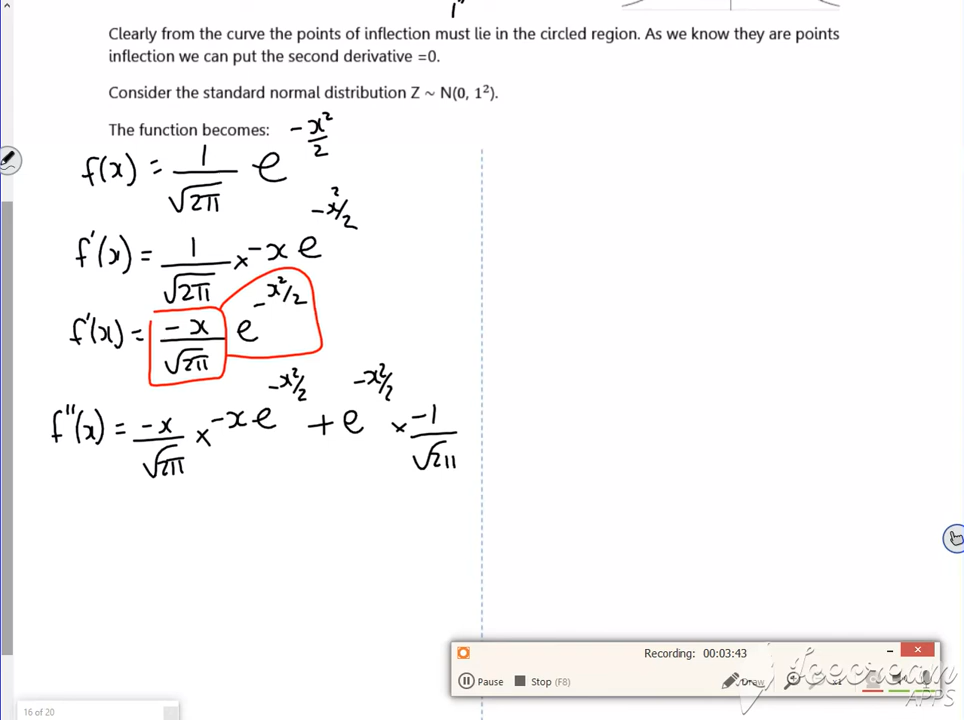 Clearly from the curve the points of inflection must lie in the circled region. As we know they are points
inflection we can put the second derivative =0.
Consider the standard normal distribution Z ~ N(0, 1²).
The function becomes:
f(x) = 1/√2π e^(-x²/2)
f'(x) = 1/√2π × -x e^(-x²/2)
f'(x) = -x/√2π e^(-x²/2)
f''(x) = -x/√2π × -x e^(-x²/2) + e^(-x²/2) × -1/√2π
Recording: 00:03:43
Pause
Stop (F8)
Draw
x1
Icecream
APPS
16 of 20